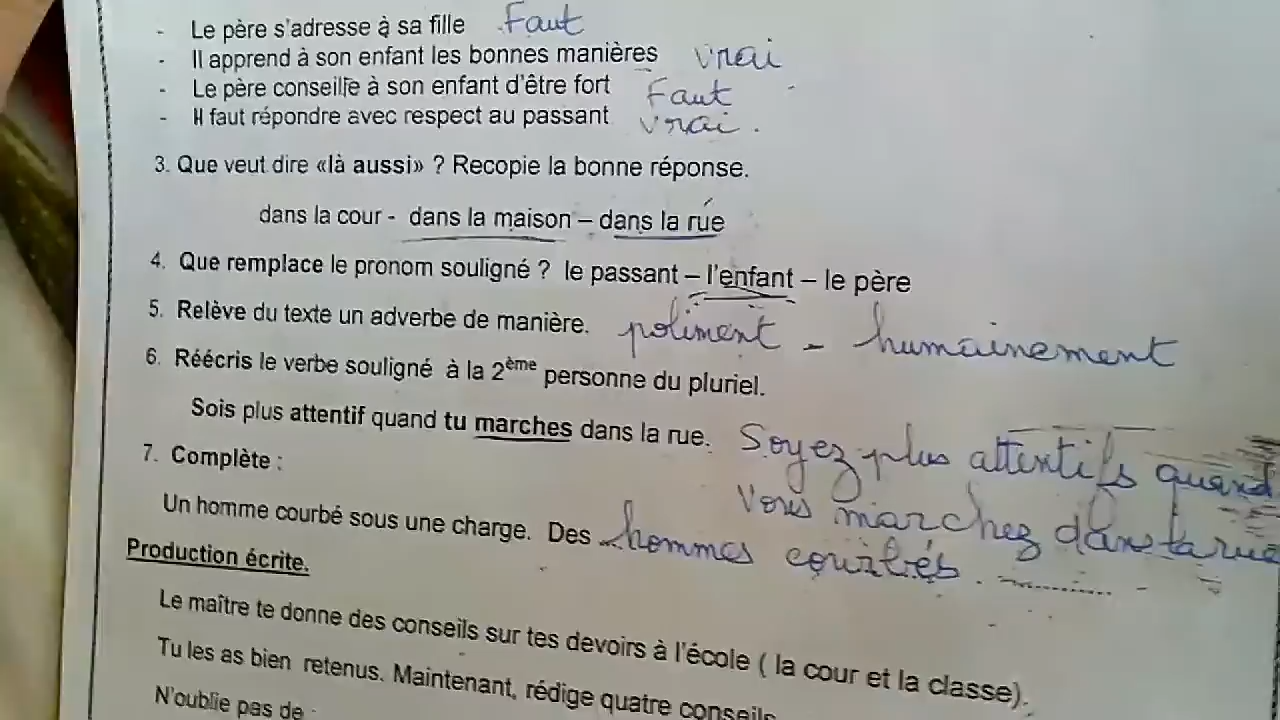 - Le père s'adresse à sa fille Faut
- Il apprend à son enfant les bonnes manières vrai
- Le père conseille à son enfant d'être fort Faut
- Il faut répondre avec respect au passant vrai.
3. Que veut dire «là aussi» ? Recopie la bonne réponse.
dans la cour - dans la maison – dans la rue
4. Que remplace le pronom souligné ? le passant – l'enfant – le père
5. Relève du texte un adverbe de manière. poliment - humainement
6. Réécris le verbe souligné à la 2ème personne du pluriel.
Sois plus attentif quand tu marches dans la rue. Soyez plus attentifs quand
vous marchez dans la rue
7. Complète :
Un homme courbé sous une charge. Des hommes courbés.
Production écrite.
Le maître te donne des conseils sur tes devoirs à l'école ( la cour et la classe).
Tu les as bien retenus. Maintenant, rédige quatre conseils
N'oublie pas de